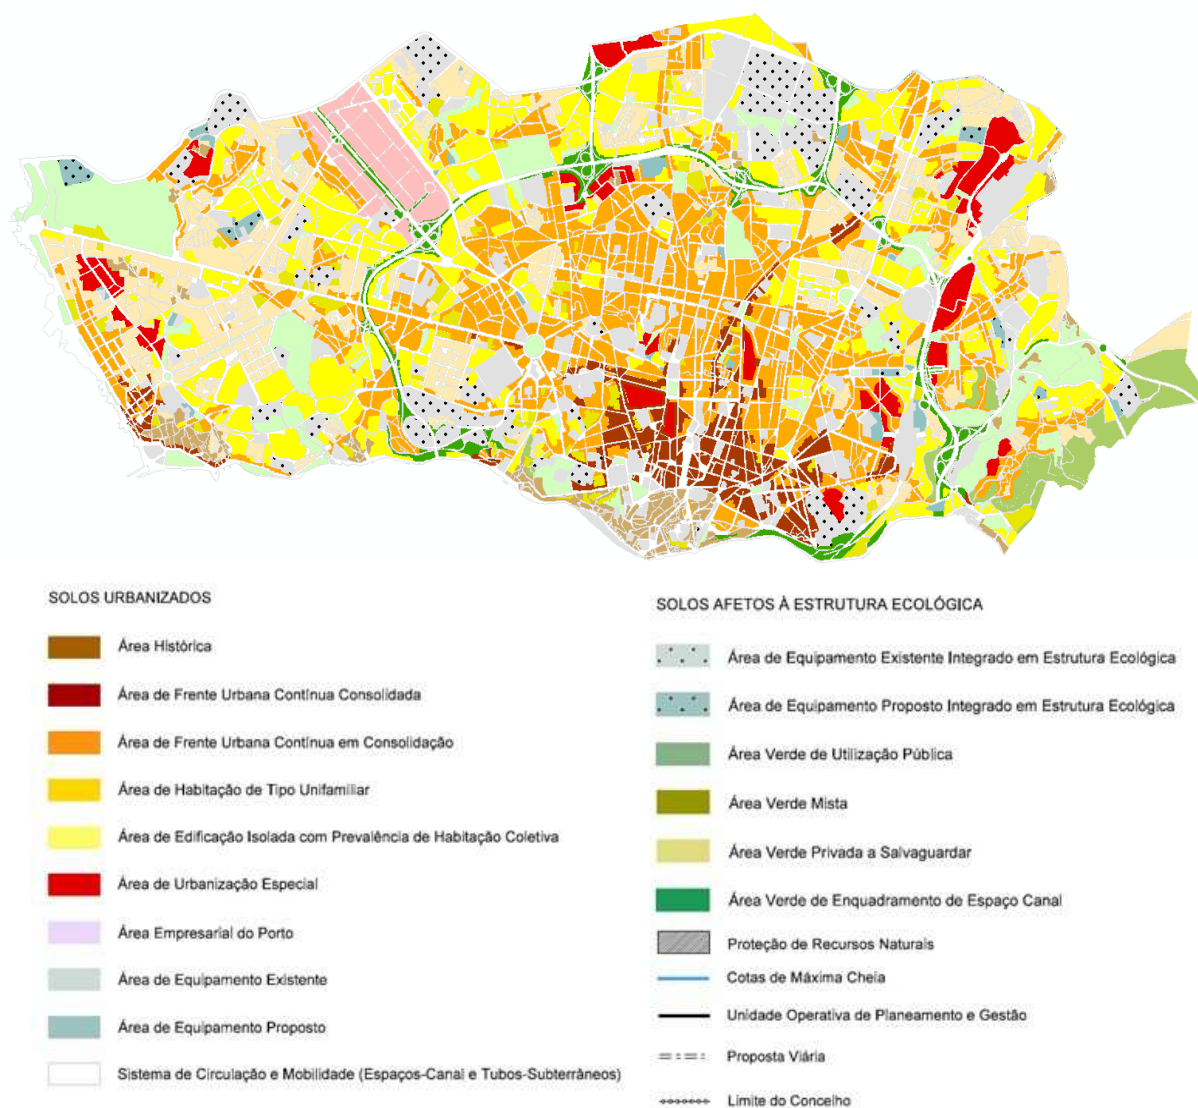 SOLOS URBANIZADOS
Área Histórica
Área de Frente Urbana Contínua Consolidada
Área de Frente Urbana Contínua em Consolidação
Área de Habitação de Tipo Unifamiliar
Área de Edificação Isolada com Prevalência de Habitação Coletiva
Área de Urbanização Especial
Área Empresarial do Porto
Área de Equipamento Existente
Área de Equipamento Proposto
Sistema de Circulação e Mobilidade (Espaços-Canal e Tubos-Subterrâneos)
SOLOS AFETOS À ESTRUTURA ECOLÓGICA
Área de Equipamento Existente Integrado em Estrutura Ecológica
Área de Equipamento Proposto Integrado em Estrutura Ecológica
Área Verde de Utilização Pública
Área Verde Mista
Área Verde Privada a Salvaguardar
Área Verde de Enquadramento de Espaço Canal
Proteção de Recursos Naturais
Cotas de Máxima Cheia
Unidade Operativa de Planeamento e Gestão
Proposta Viária
Limite do Concelho